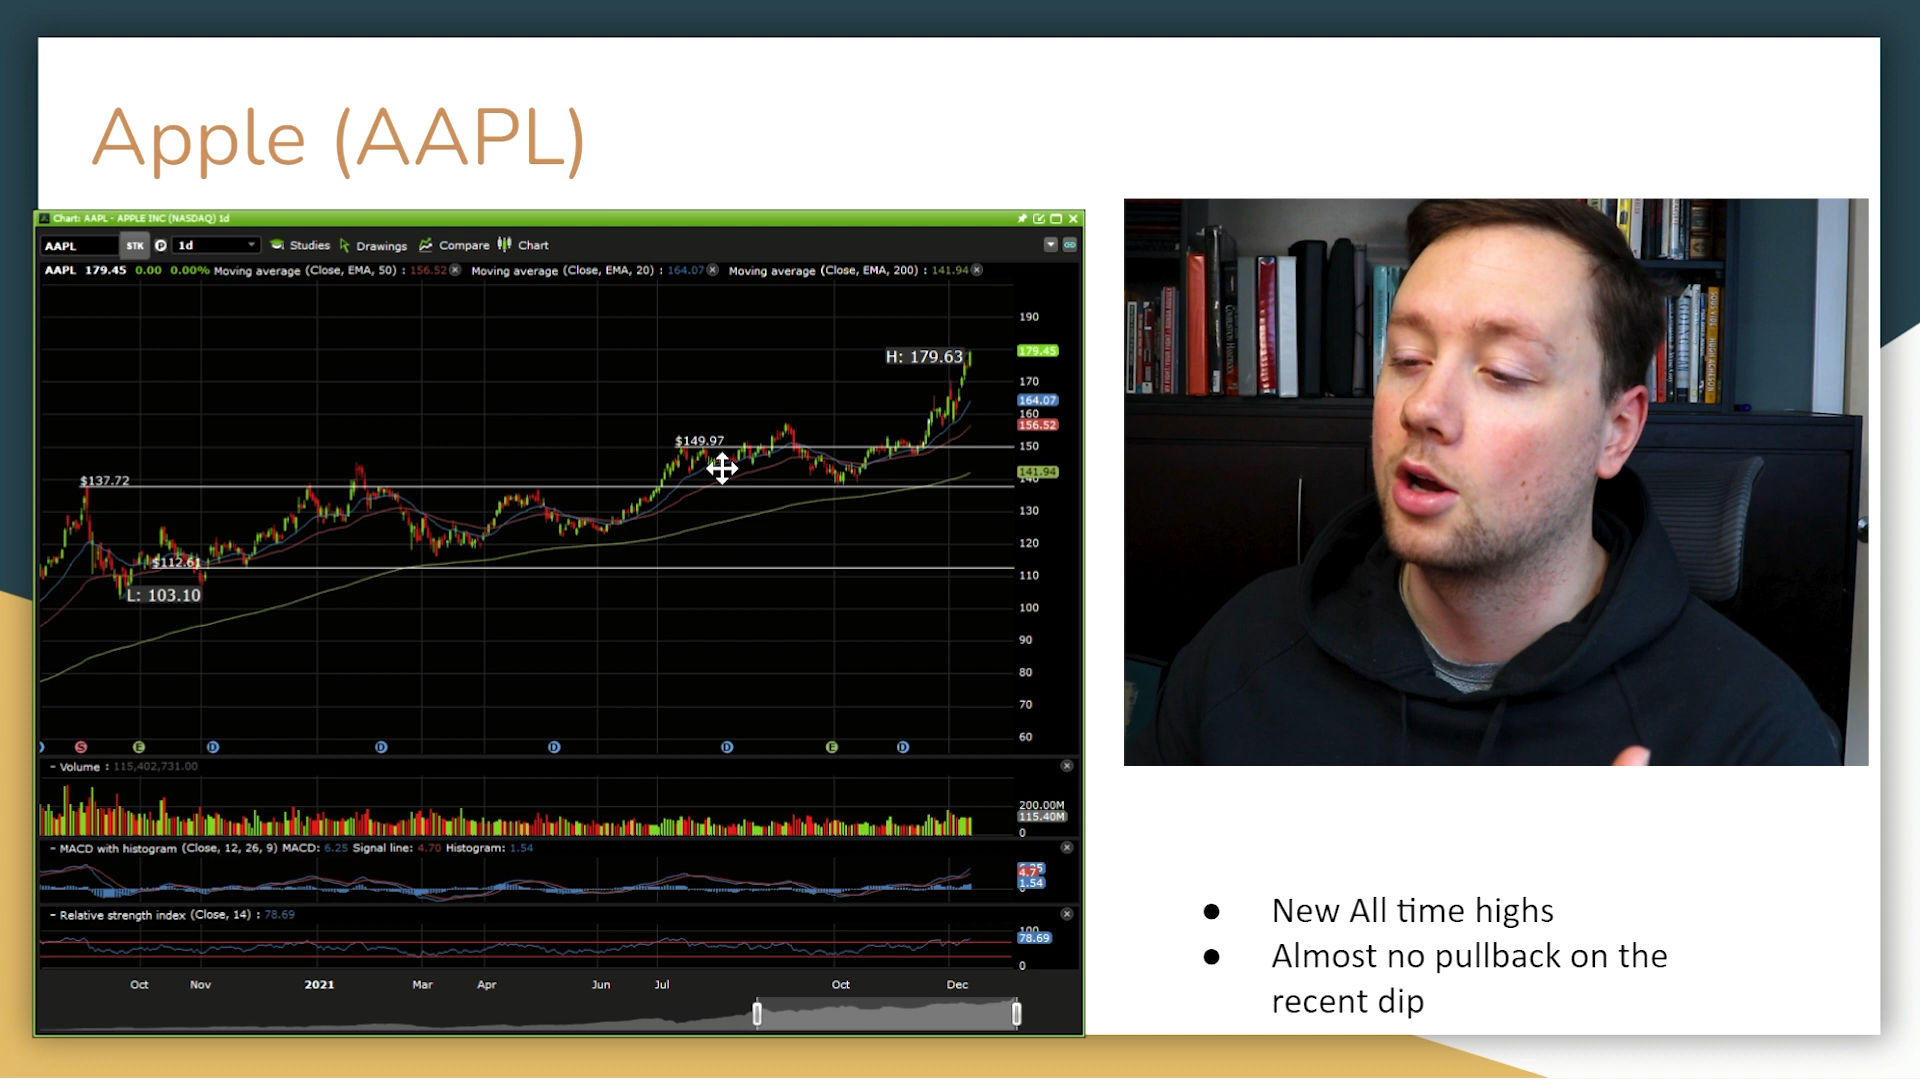 Apple (AAPL)
Chart: AAPL - APPLE INC (NASDAQ) 1d
AAPL STK P 1d Studies Drawings Compare Chart
AAPL 179.45 0.00 0.00% Moving average (Close, EMA, 50) : 156.52 Moving average (Close, EMA, 20) : 164.07 Moving average (Close, EMA, 200) : 141.94
190
H: 179.63
179.45
170
164.07
160
156.52
$149.97
150
141.94
140
$137.72
130
120
$112.61
110
L: 103.10
100
90
80
70
60
D S E D D D D E D
- Volume : 115,402,731.00
200.00M
115.40M
0
- MACD with histogram (Close, 12, 26, 9) MACD: 6.25 Signal line: 4.70 Histogram: 1.54
1.54
- Relative strength index (Close, 14) : 78.69
100
78.69
0
Oct Nov 2021 Mar Apr Jun Jul Oct Dec
● New All time highs
● Almost no pullback on the
recent dip